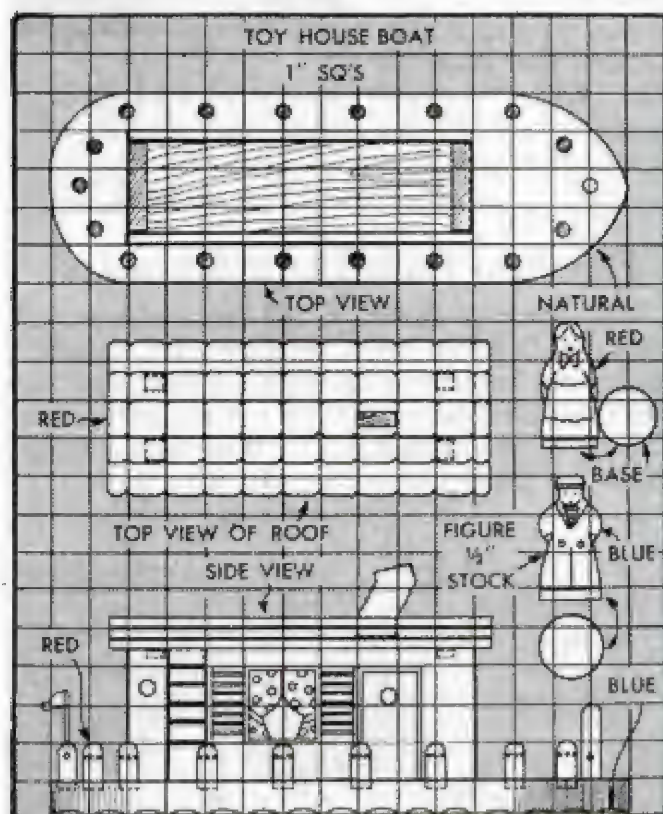 TOY HOUSE BOAT
1" SQ'S
TOP VIEW
NATURAL
RED
RED
BASE
TOP VIEW OF ROOF
FIGURE
½"
STOCK
BLUE
SIDE VIEW
RED
BLUE